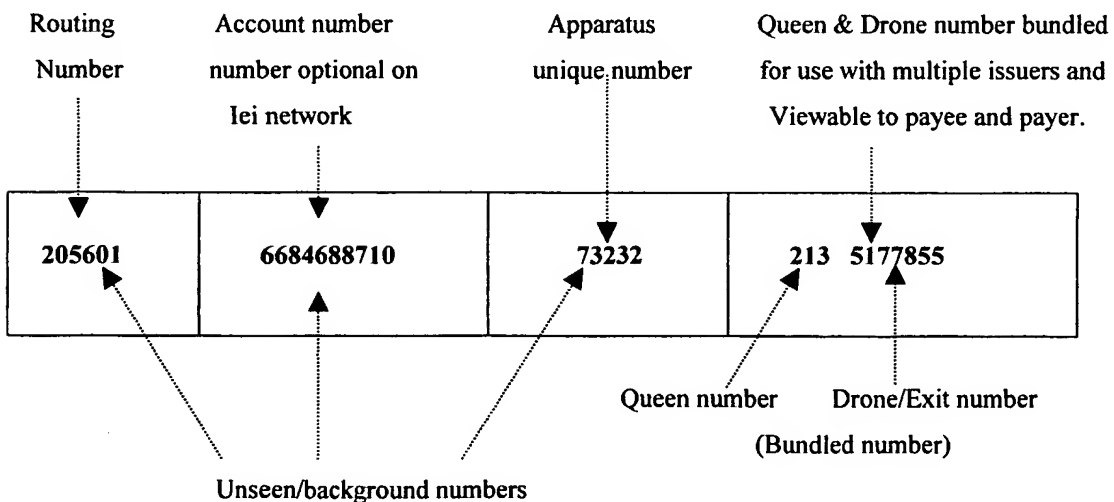 Routing
Number
Account number
number optional on
Iei network
Apparatus
unique number
Queen & Drone number bundled
for use with multiple issuers and
Viewable to payee and payer.
205601
6684688710
73232
213 5177855
Queen number
Drone/Exit number
(Bundled number)
Unseen/background numbers